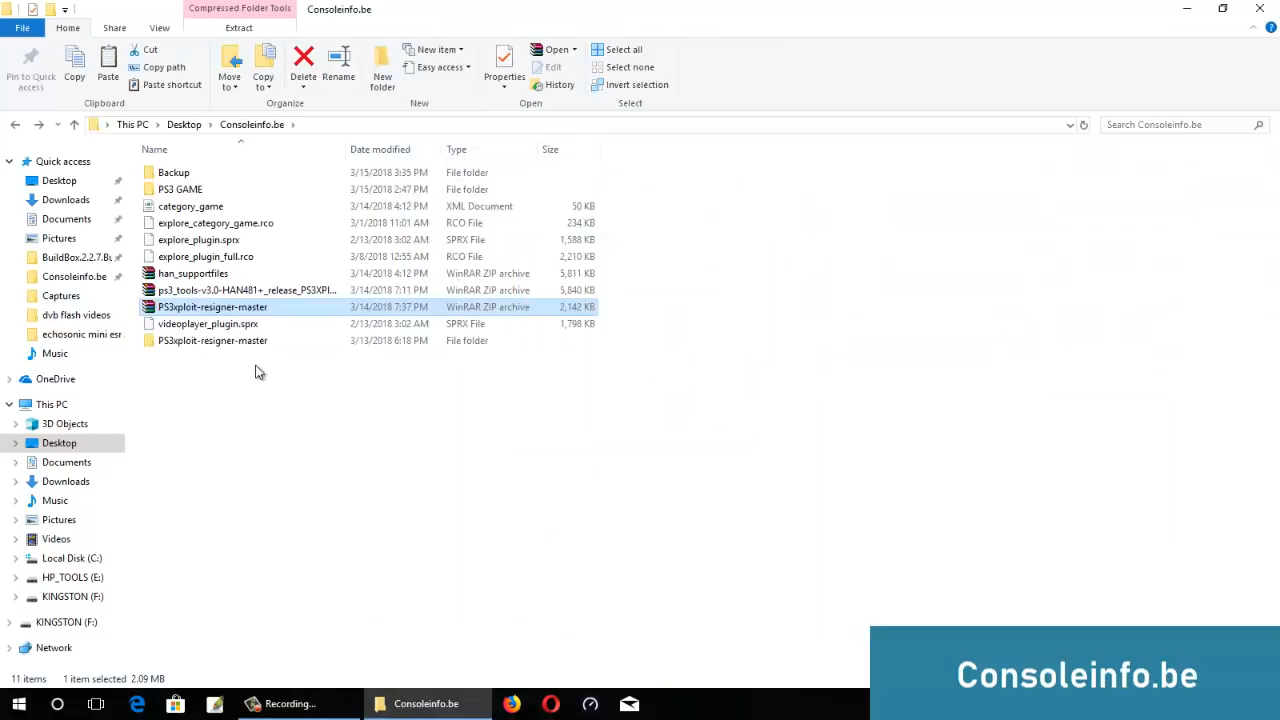 Compressed Folder Tools
Consoleinfo.be
File
Home
Share
View
Extract
Pin to Quick access
Copy
Paste
Cut
Copy path
Paste shortcut
Clipboard
Move to
Copy to
Delete
Rename
Organize
New folder
New item
Easy access
New
Properties
Open
Edit
History
Open
Select all
Select none
Invert selection
Select
This PC
Desktop
Consoleinfo.be
Search Consoleinfo.be
Name
Date modified
Type
Size
Backup 3/15/2018 3:35 PM File folder
PS3 GAME 3/15/2018 2:47 PM File folder
category_game 3/14/2018 4:12 PM XML Document 50 KB
explore_category_game.rco 3/1/2018 11:01 AM RCO File 234 KB
explore_plugin.sprx 2/13/2018 3:02 AM SPRX File 1,588 KB
explore_plugin_full.rco 3/8/2018 12:55 AM RCO File 2,210 KB
han_supportfiles 3/14/2018 4:12 PM WinRAR ZIP archive 5,811 KB
ps3_tools-v3.0-HAN481+_release_PS3XPI... 3/14/2018 7:11 PM WinRAR ZIP archive 5,840 KB
PS3xploit-resigner-master 3/14/2018 7:37 PM WinRAR ZIP archive 2,142 KB
videoplayer_plugin.sprx 2/13/2018 3:02 AM SPRX File 1,798 KB
PS3xploit-resigner-master 3/13/2018 6:18 PM File folder
Quick access
Desktop
Downloads
Documents
Pictures
BuildBox.2.2.7.Bu
Consoleinfo.be
Captures
dvb flash videos
echosonic mini esr
Music
OneDrive
This PC
3D Objects
Desktop
Documents
Downloads
Music
Pictures
Videos
Local Disk (C:)
HP_TOOLS (E:)
KINGSTON (F:)
KINGSTON (F:)
Network
11 items
1 item selected 2.09 MB
Recording...
Consoleinfo.be
Consoleinfo.be